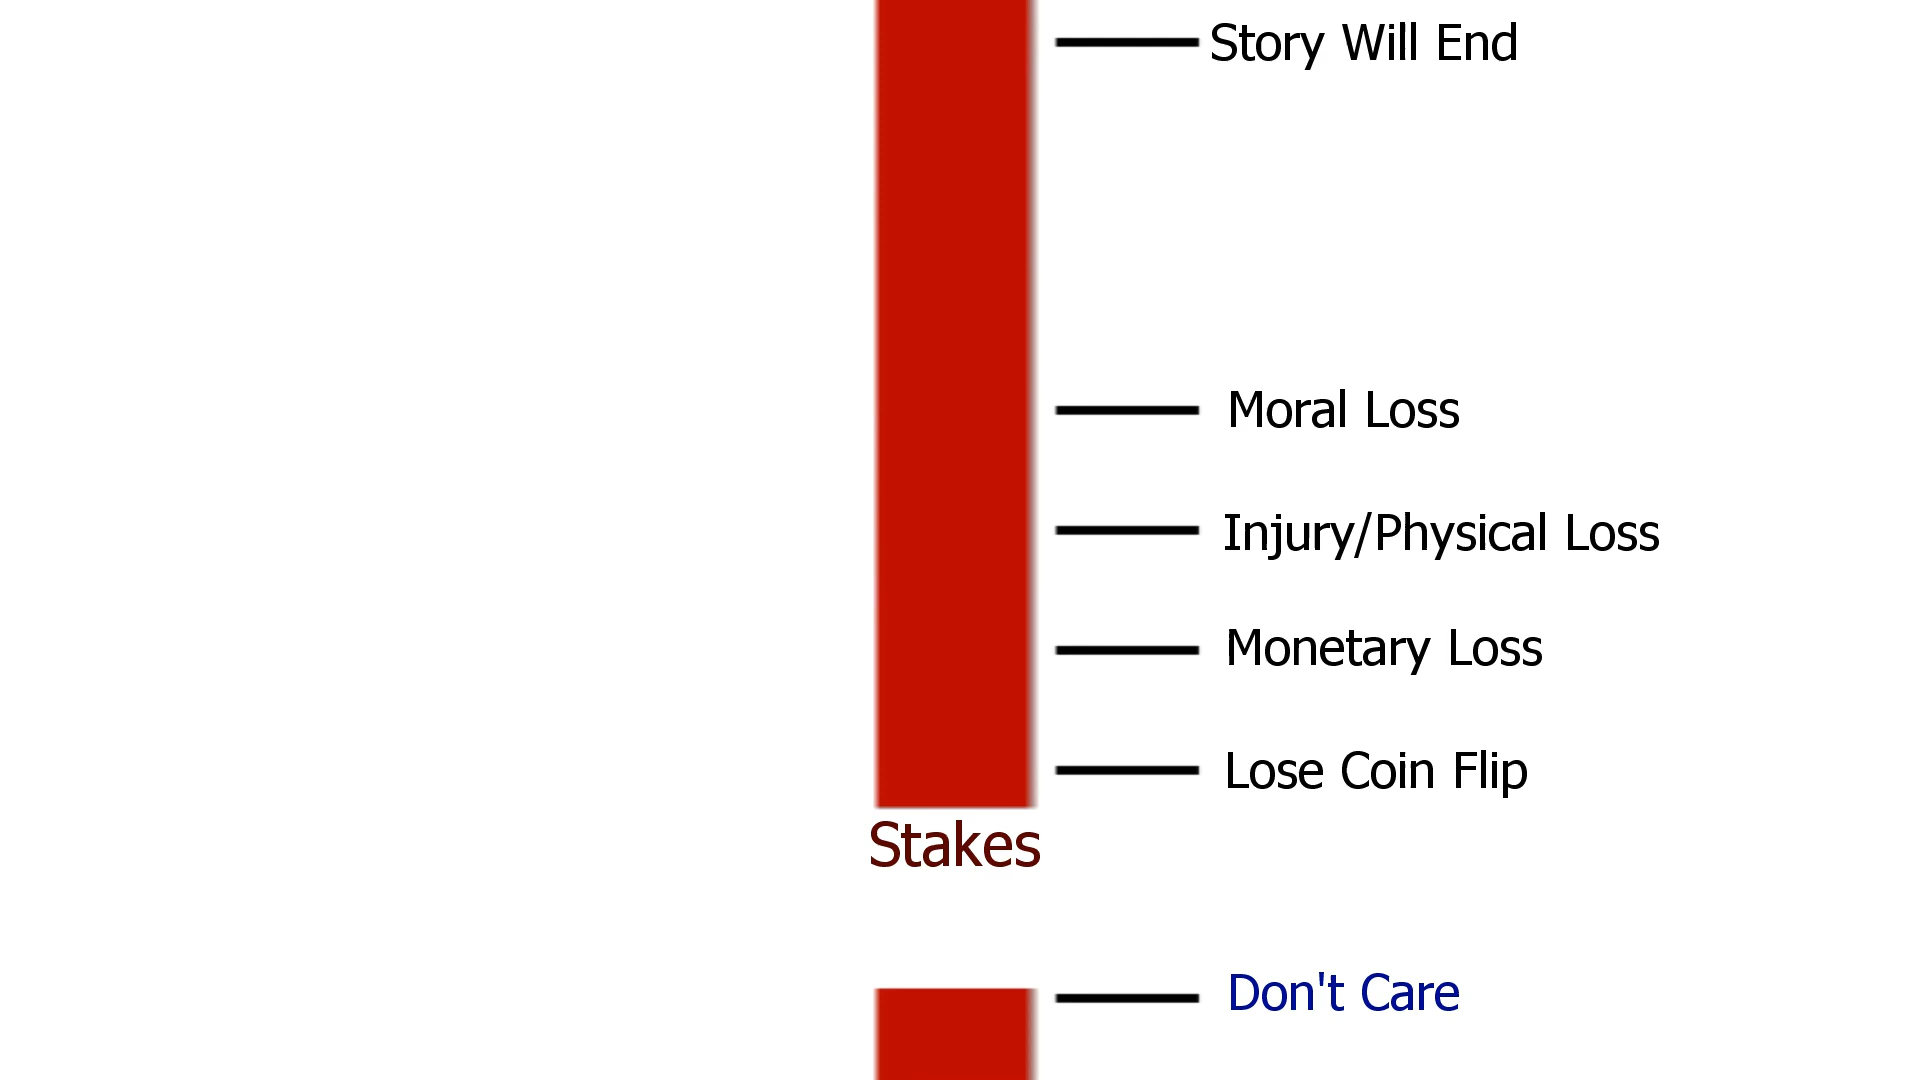 Story Will End
Moral Loss
Injury/Physical Loss
Monetary Loss
Lose Coin Flip
Stakes
Don't Care